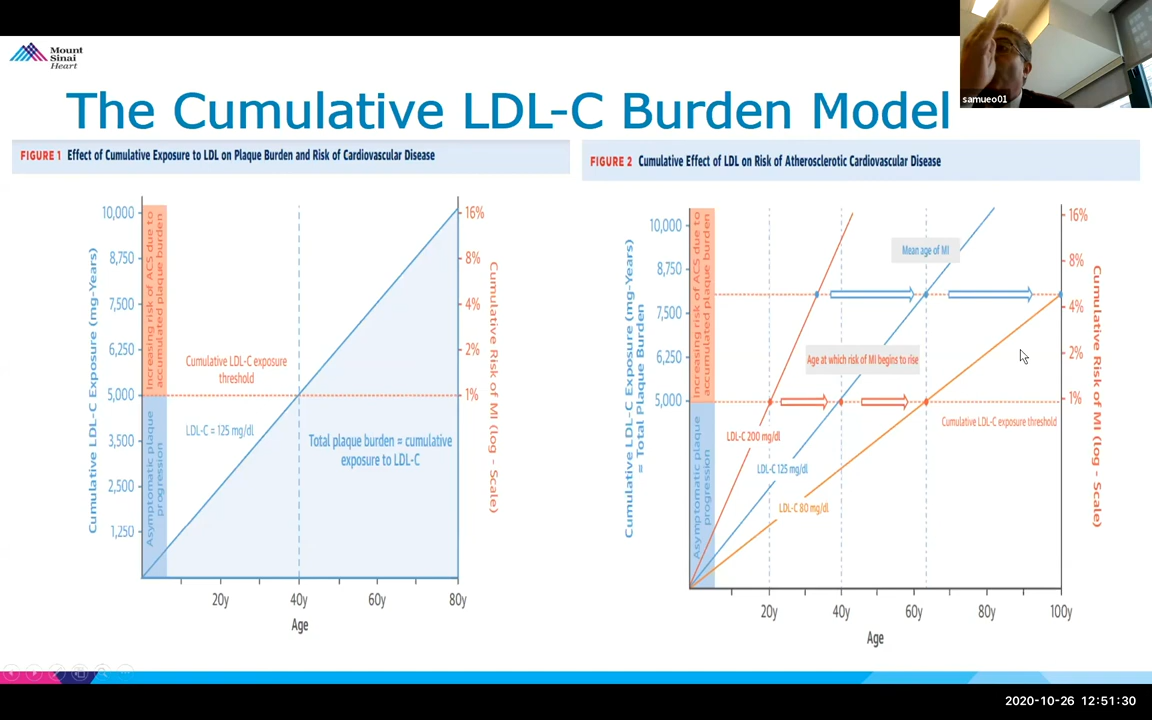 Mount
Sinai
Heart
samueo01
The Cumulative LDL-C Burden Model
FIGURE 1 Effect of Cumulative Exposure to LDL on Plaque Burden and Risk of Cardiovascular Disease
Cumulative LDL-C Exposure (mg-Years)
10,000
8,750
7,500
6,250
5,000
3,500
2,500
1,250
Increasing risk of ACS due to
accumulated plaque burden
Asymptomatic plaque
progression
Cumulative LDL-C exposure
threshold
LDL-C = 125 mg/dl
Total plaque burden = cumulative
exposure to LDL-C
16%
8%
4%
2%
1%
Cumulative Risk of MI (log - Scale)
20y
40y
60y
80y
Age
FIGURE 2 Cumulative Effect of LDL on Risk of Atherosclerotic Cardiovascular Disease
Cumulative LDL-C Exposure (mg-Years)
= Total Plaque Burden
10,000
8,750
7,500
6,250
5,000
Increasing risk of ACS due to
accumulated plaque burden
Asymptomatic plaque
progression
Mean age of MI
Age at which risk of MI begins to rise
Cumulative LDL-C exposure threshold
LDL-C 200 mg/dl
LDL-C 125 mg/dl
LDL-C 80 mg/dl
16%
8%
4%
2%
1%
Cumulative Risk of MI (log - Scale)
20y
40y
60y
80y
100y
Age
2020-10-26 12:51:30